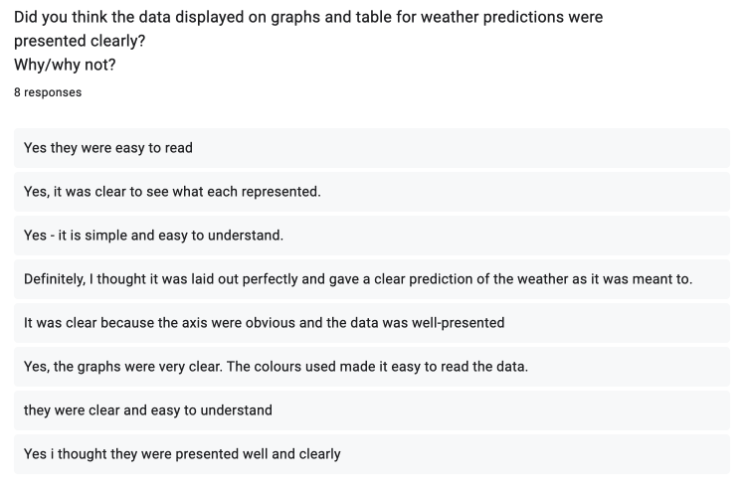 Did you think the data displayed on graphs and table for weather predictions were
presented clearly?
Why/why not?
8 responses
Yes they were easy to read
Yes, it was clear to see what each represented.
Yes - it is simple and easy to understand.
Definitely, I thought it was laid out perfectly and gave a clear prediction of the weather as it was meant to.
It was clear because the axis were obvious and the data was well-presented
Yes, the graphs were very clear. The colours used made it easy to read the data.
they were clear and easy to understand
Yes i thought they were presented well and clearly